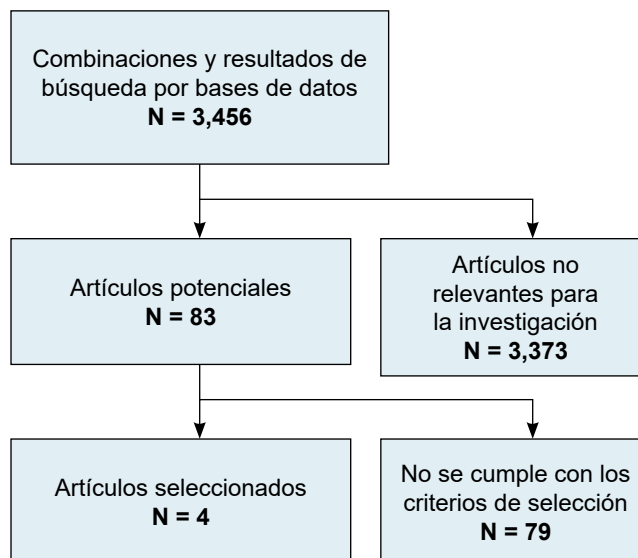 Combinaciones y resultados de
búsqueda por bases de datos
N = 3,456
Artículos potenciales
N = 83
Artículos no
relevantes para
la investigación
N = 3,373
Artículos seleccionados
N = 4
No se cumple con los
criterios de selección
N = 79